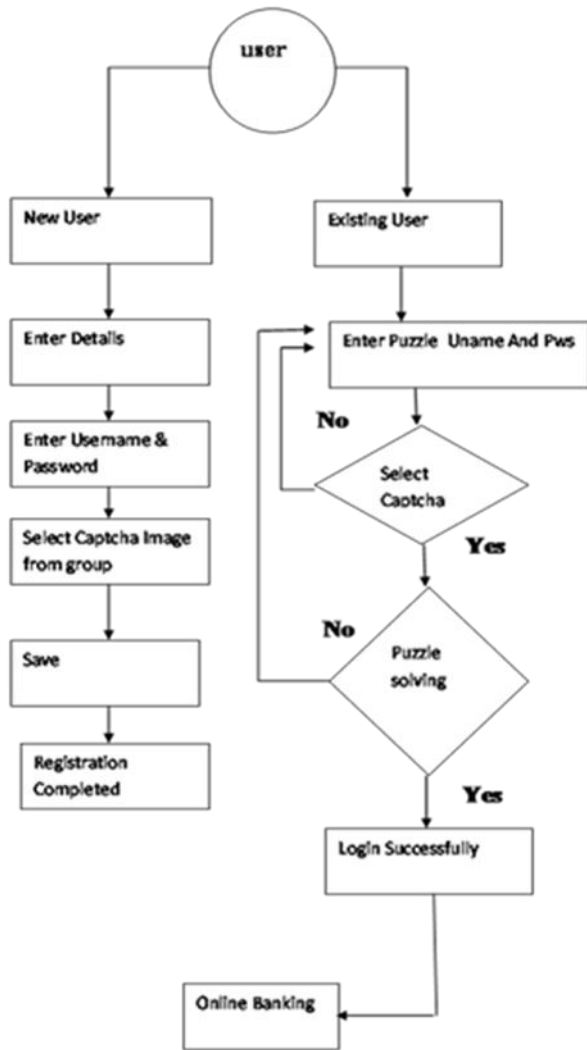 user
New User
Enter Details
Enter Username &
Password
Select Captcha Image
from group
Save
Registration
Completed
Existing User
Enter Puzzle Uname And Pws
No
Select
Captcha
Yes
No
Puzzle
solving
Yes
Login Successfully
Online Banking